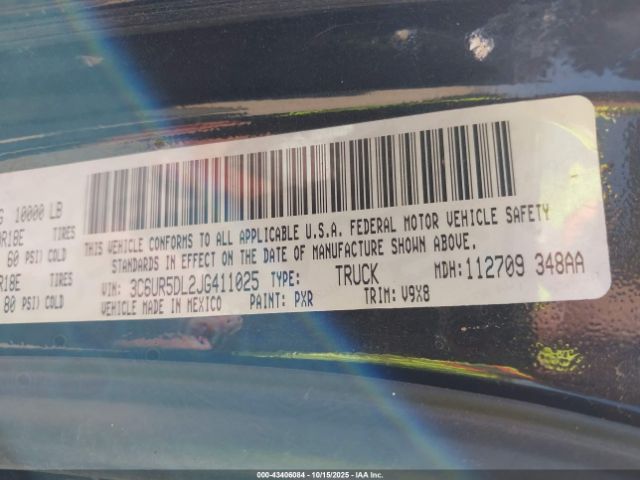 G 10000 LB
R18E TIRES
60 PSI) COLD
R18E TIRES
80 PSI) COLD
THIS VEHICLE CONFORMS TO ALL APPLICABLE U.S.A. FEDERAL MOTOR VEHICLE SAFETY
STANDARDS IN EFFECT ON THE DATE OF MANUFACTURE SHOWN ABOVE.
VIN: 3C6UR5DL2JG411025 TYPE: TRUCK MDH: 112709 348AA
VEHICLE MADE IN MEXICO PAINT: PXR TRIM: V9X8
000-43406084 | 10/15/2025 | IAA Inc.